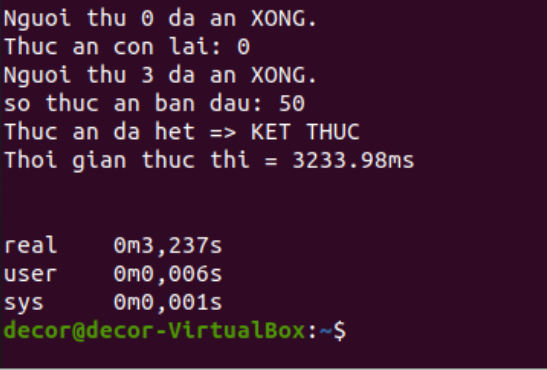 Nguoi thu 0 da an XONG.
Thuc an con lai: 0
Nguoi thu 3 da an XONG.
so thuc an ban dau: 50
Thuc an da het => KET THUC
Thoi gian thuc thi = 3233.98ms
real 0m3,237s
user 0m0,006s
sys 0m0,001s
decor@decor-VirtualBox:~$